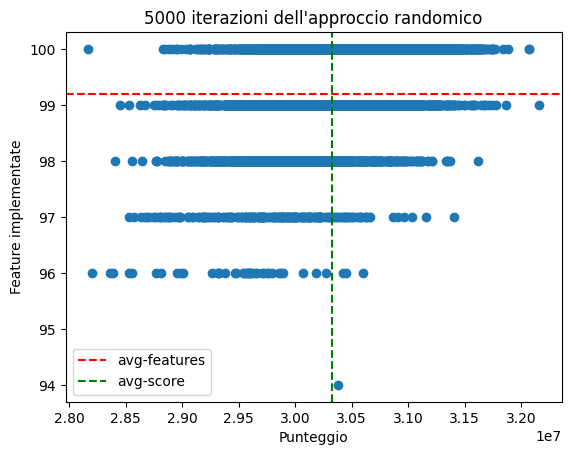 5000 iterazioni dell'approccio randomico
Feature implementate
100
99
98
97
96
95
94
avg-features
avg-score
2.80 2.85 2.90 2.95 3.00 3.05 3.10 3.15 3.20
1e7
Punteggio